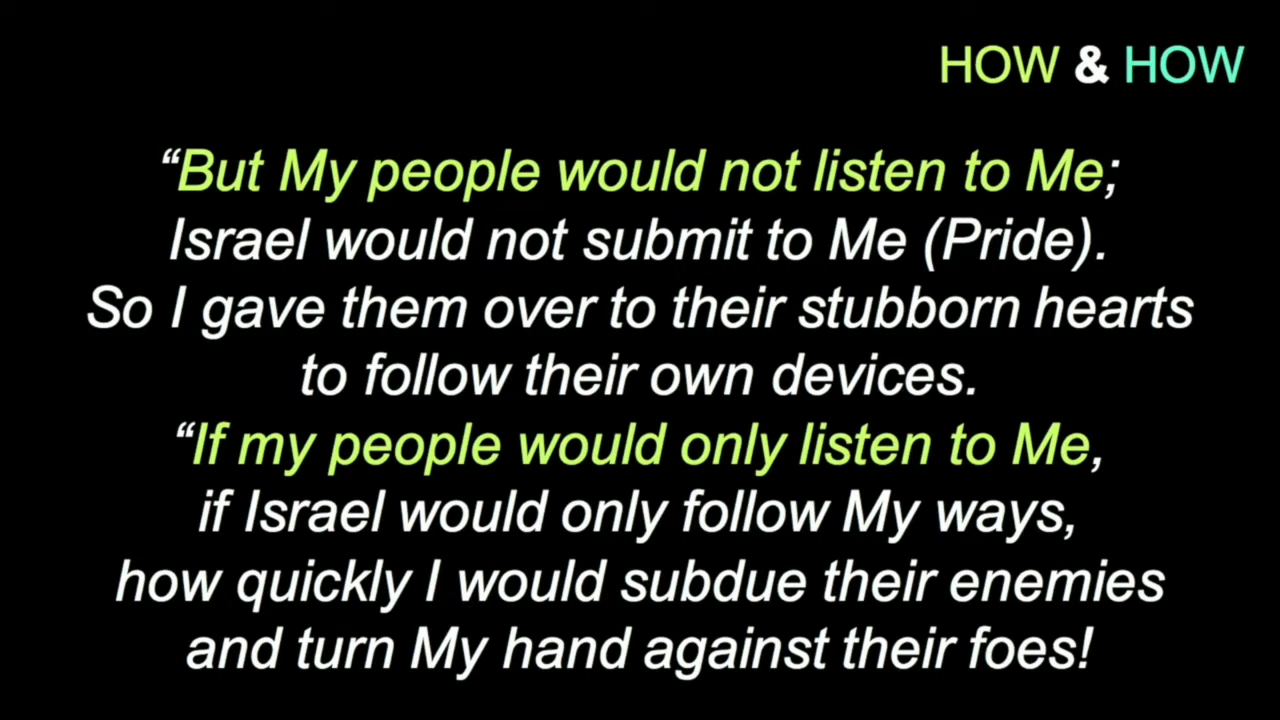 HOW & HOW
“But My people would not listen to Me;
Israel would not submit to Me (Pride).
So I gave them over to their stubborn hearts
to follow their own devices.
“If my people would only listen to Me,
if Israel would only follow My ways,
how quickly I would subdue their enemies
and turn My hand against their foes!